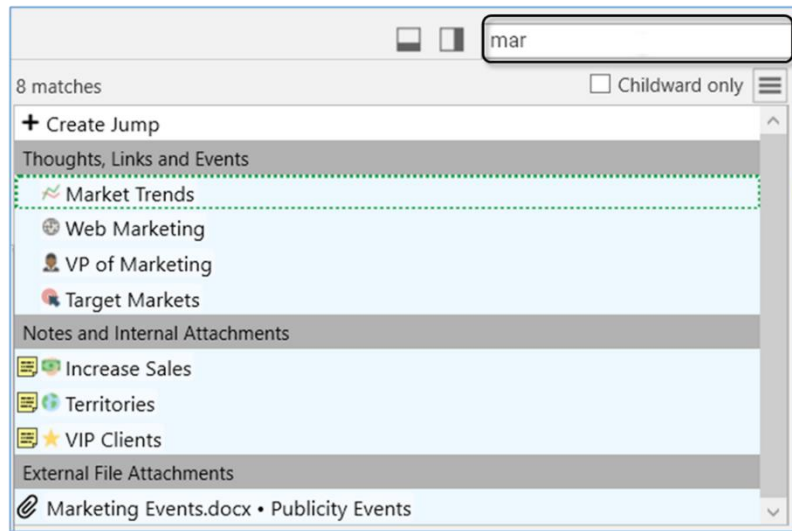 mar
8 matches Childward only
+ Create Jump
Thoughts, Links and Events
Market Trends
Web Marketing
VP of Marketing
Target Markets
Notes and Internal Attachments
Increase Sales
Territories
VIP Clients
External File Attachments
Marketing Events.docx • Publicity Events